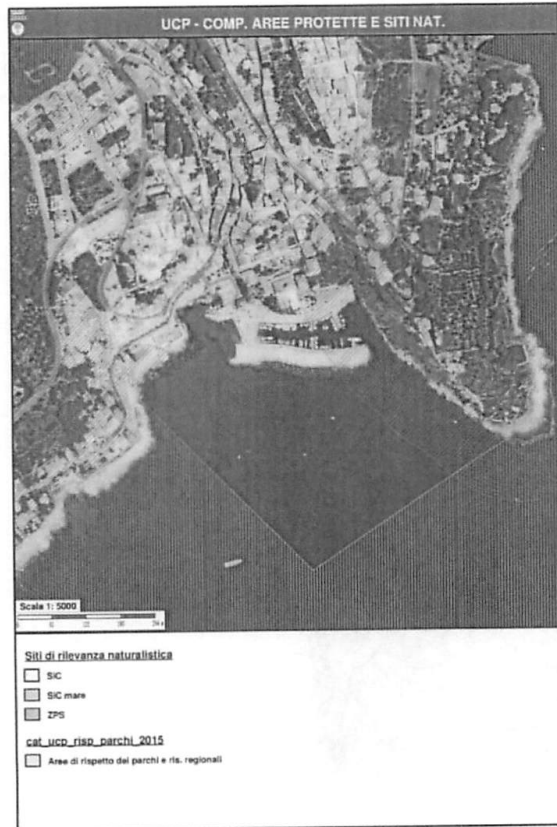 UCP - COMP. AREE PROTETTE E SITI NAT.
Scala 1: 5000
Siti di rilevanza naturalistica
SIC
SIC mare
ZPS
cat_ucp_risp_parchi_2015
Aree di rispetto dei parchi e ris. regionali